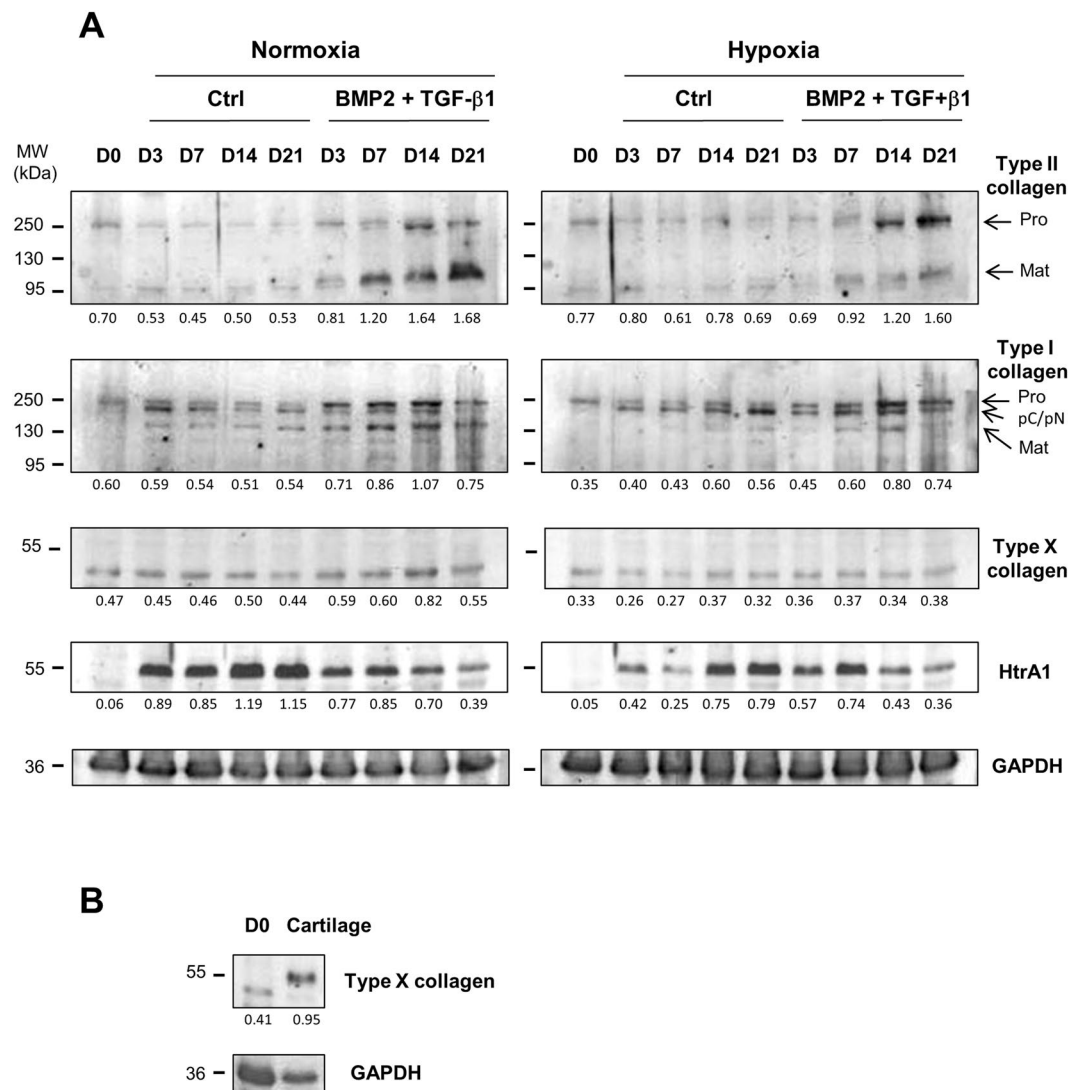 A
Normoxia Hypoxia
Ctrl BMP2 + TGF-β1 Ctrl BMP2 + TGF+β1
MW
(kDa)
D0 D3 D7 D14 D21 D3 D7 D14 D21 D0 D3 D7 D14 D21 D3 D7 D14 D21
Type II
collagen
250
Pro
130
Mat
95
0.70 0.53 0.45 0.50 0.53 0.81 1.20 1.64 1.68 0.77 0.80 0.61 0.78 0.69 0.69 0.92 1.20 1.60
Type I
collagen
250
Pro
pC/pN
130
Mat
95
0.60 0.59 0.54 0.51 0.54 0.71 0.86 1.07 0.75 0.35 0.40 0.43 0.60 0.56 0.45 0.60 0.80 0.74
55
Type X
collagen
0.47 0.45 0.46 0.50 0.44 0.59 0.60 0.82 0.55 0.33 0.26 0.27 0.37 0.32 0.36 0.37 0.34 0.38
55 HtrA1
0.06 0.89 0.85 1.19 1.15 0.77 0.85 0.70 0.39 0.05 0.42 0.25 0.75 0.79 0.57 0.74 0.43 0.36
36 GAPDH
B
D0 Cartilage
55 Type X collagen
0.41 0.95
36 GAPDH